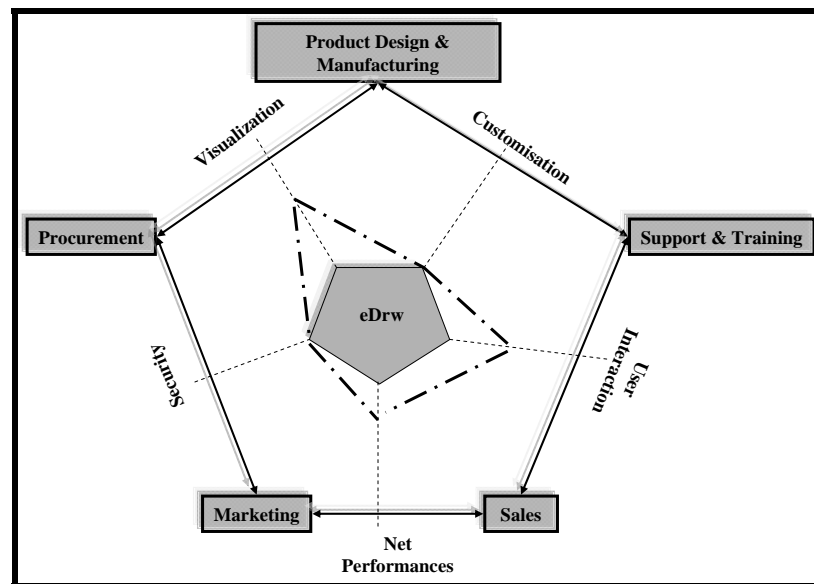 Product Design &
Manufacturing
Visualization
Customisation
Procurement
Support & Training
eDrw
Security
User
Interaction
Marketing
Sales
Net
Performances